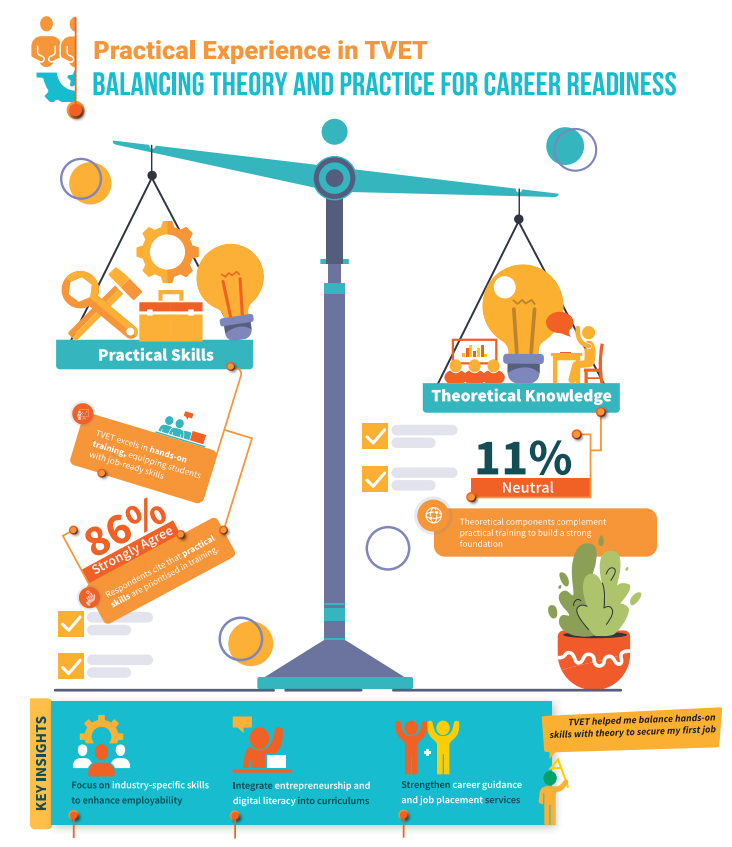 Practical Experience in TVET
BALANCING THEORY AND PRACTICE FOR CAREER READINESS
Practical Skills
Theoretical Knowledge
TVET excels in hands-on
training, equipping students
with job-ready skills
86%
Strongly Agree
Respondents cite that practical
skills are prioritised in training.
11%
Neutral
Theoretical components complement
practical training to build a strong
foundation
KEY INSIGHTS
Focus on industry-specific skills
to enhance employability
Integrate entrepreneurship and
digital literacy into curriculums
Strengthen career guidance
and job placement services
TVET helped me balance hands-on
skills with theory to secure my first job